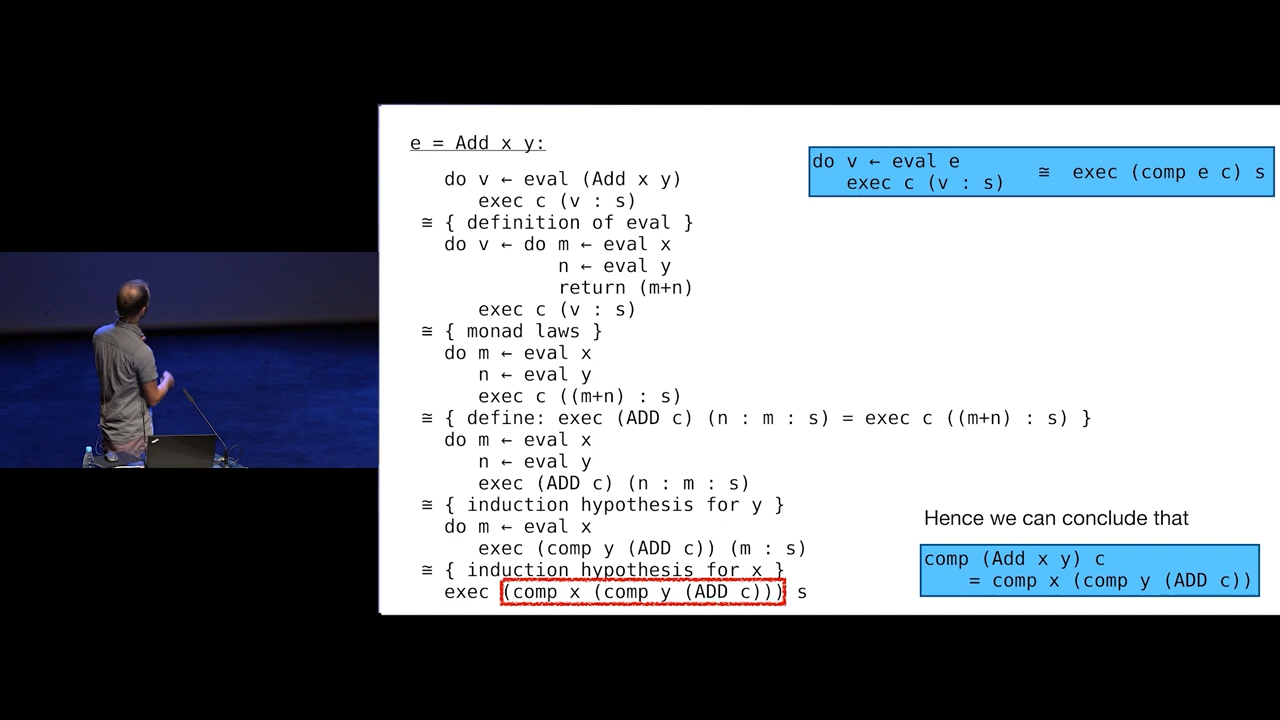 e = Add x y:
do v ← eval (Add x y)
exec c (v : s)
≅ { definition of eval }
do v ← do m ← eval x
n ← eval y
return (m+n)
exec c (v : s)
≅ { monad laws }
do m ← eval x
n ← eval y
exec c ((m+n) : s)
≅ { define: exec (ADD c) (n : m : s) = exec c ((m+n) : s) }
do m ← eval x
n ← eval y
exec (ADD c) (n : m : s)
≅ { induction hypothesis for y }
do m ← eval x
exec (comp y (ADD c)) (m : s)
≅ { induction hypothesis for x }
exec (comp x (comp y (ADD c))) s
do v ← eval e
exec c (v : s) ≅ exec (comp e c) s
Hence we can conclude that
comp (Add x y) c
= comp x (comp y (ADD c))